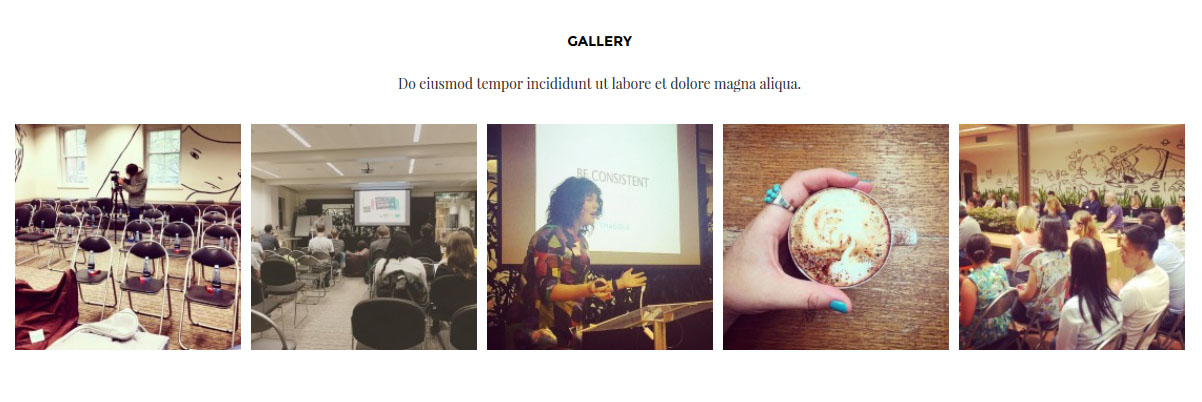 GALLERY
Do eiusmod tempor incididunt ut labore et dolore magna aliqua.
BE CONSISTENT